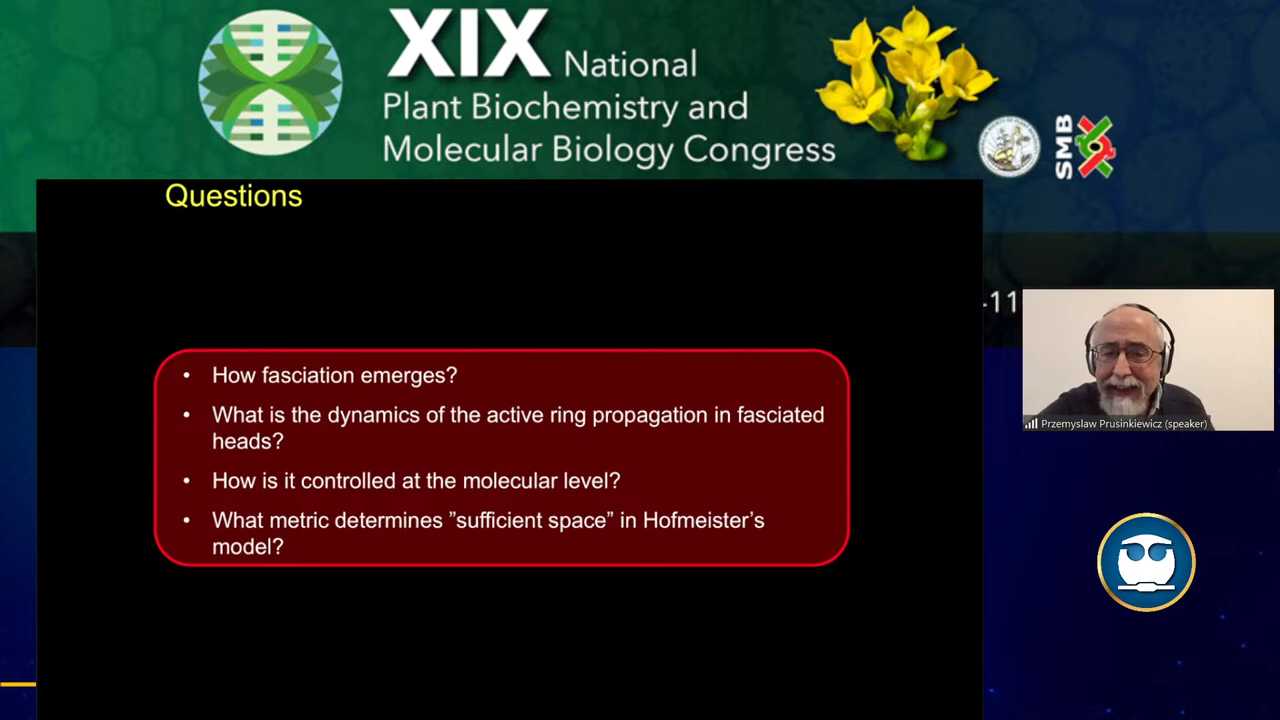 XIX National
Plant Biochemistry and
Molecular Biology Congress
SMB
Questions
-11
• How fasciation emerges?
• What is the dynamics of the active ring propagation in fasciated
heads?
• How is it controlled at the molecular level?
• What metric determines ”sufficient space” in Hofmeister’s
model?
Przemyslaw Prusinkiewicz (speaker)